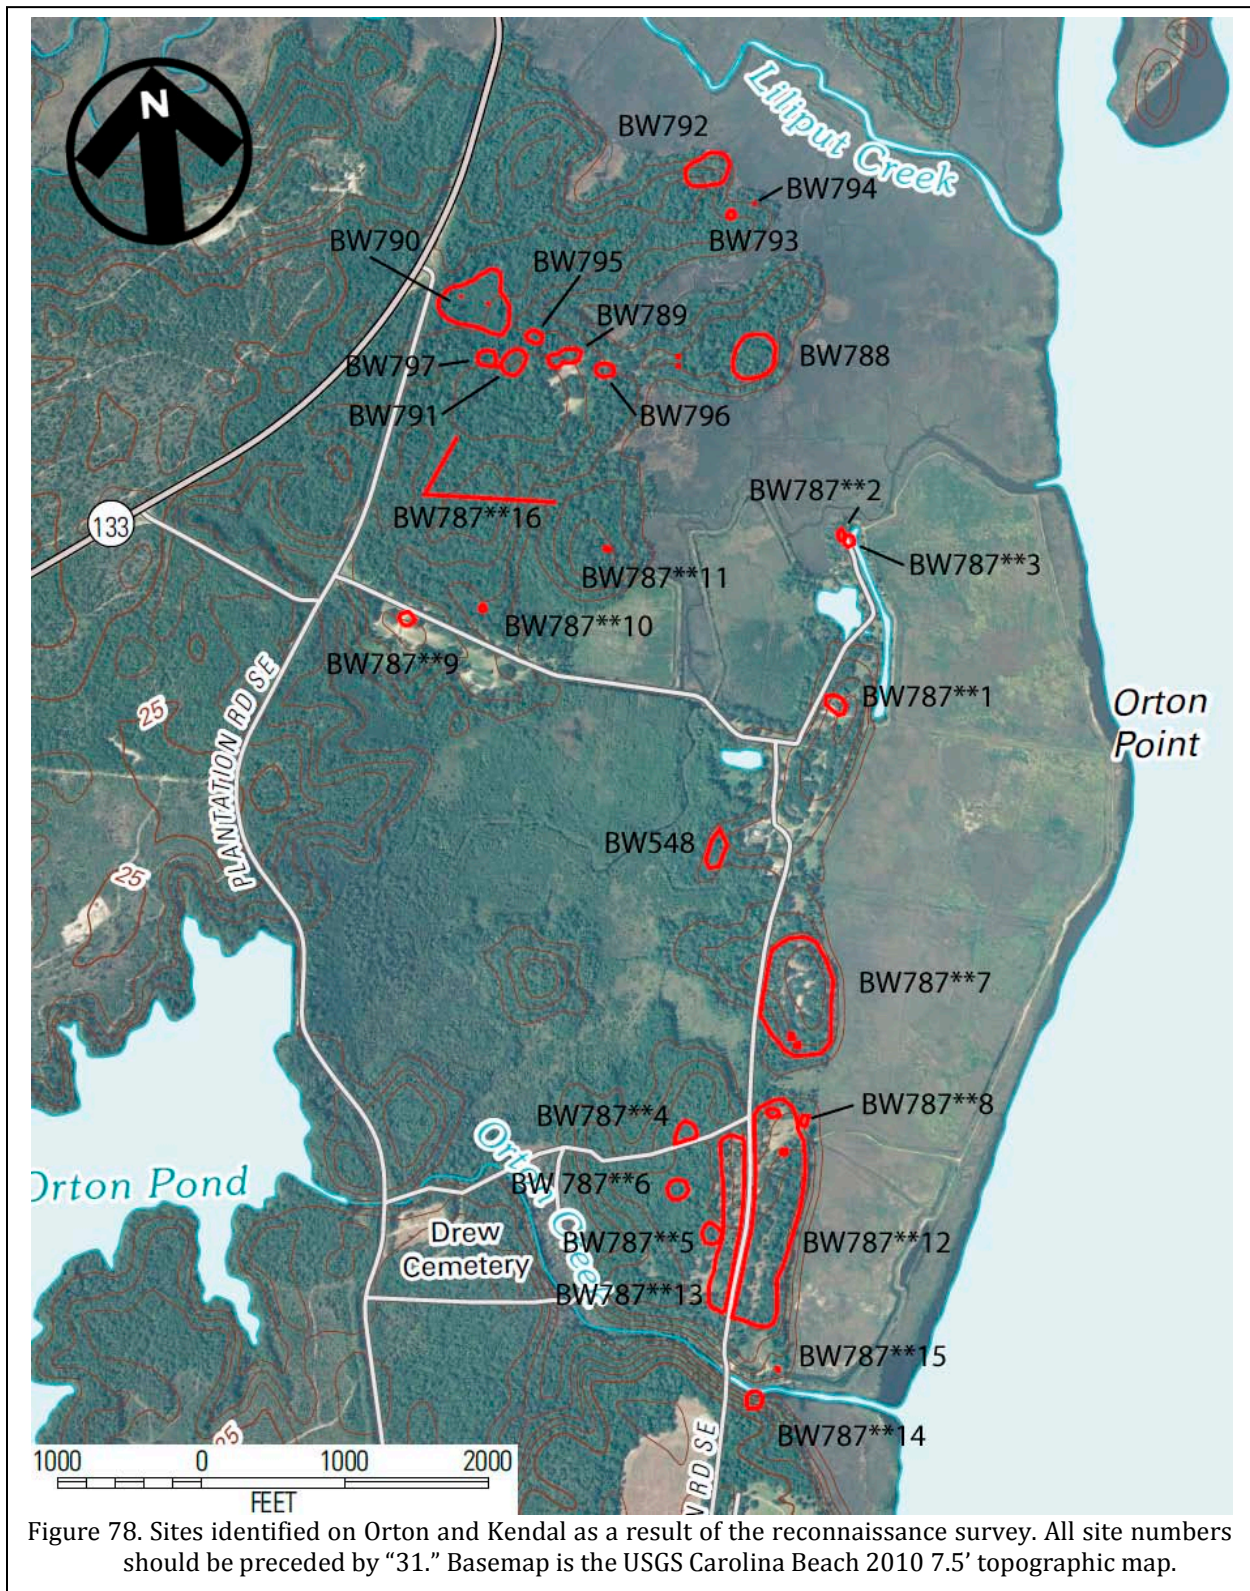 N
Liliput Creek
BW792
BW794
BW793
BW790
BW795
BW789
BW788
BW797
BW791
BW796
BW787**16
BW787**2
BW787**3
133
BW787**11
BW787**10
BW787**9
BW787**1
Orton
Point
25
PLANTATION RD SE
BW548
25
BW787**7
BW787**8
BW787**4
Orton Pond
Orton Creek
BW 787**6
Drew
Cemetery
BW787**5
BW787**12
BW787**13
BW787**15
BW787**14
25
N RD SE
1000 0 1000 2000
FEET
Figure 78. Sites identified on Orton and Kendal as a result of the reconnaissance survey. All site numbers
should be preceded by “31.” Basemap is the USGS Carolina Beach 2010 7.5’ topographic map.